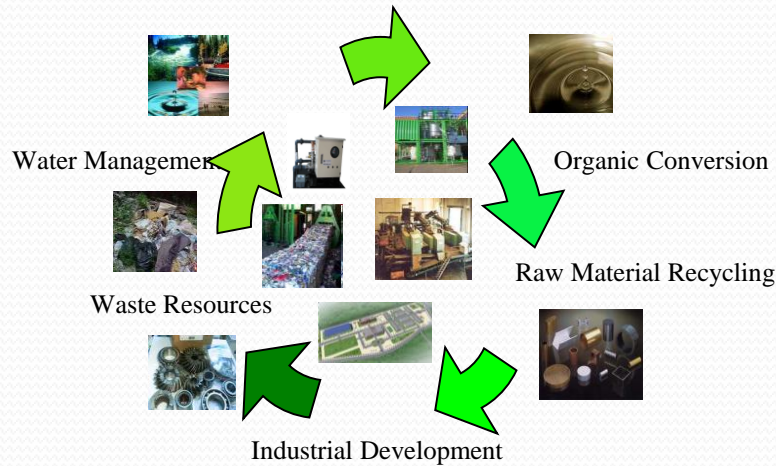 Water Management
Organic Conversion
Raw Material Recycling
Waste Resources
Industrial Development